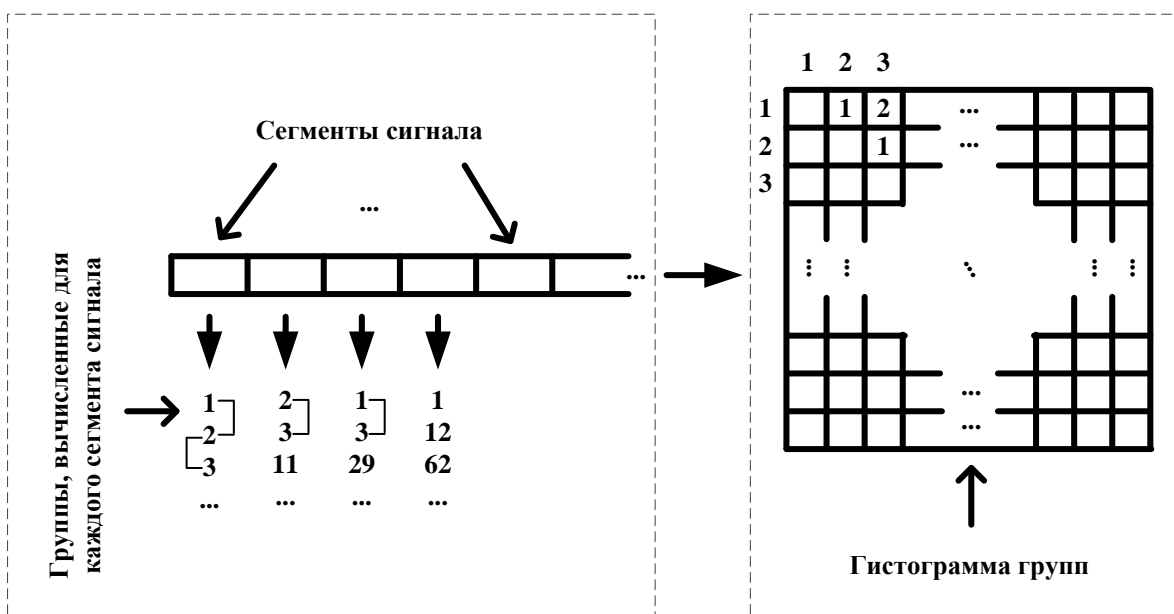 Сегменты сигнала
...
...
Группы, вычисленные для
каждого сегмента сигнала
1 2 1 1
2 3 3 12
3 11 29 62
... ... ... ...
1 2 3
1 1 2 ...
2 1 ...
3
... ... ... ... ...
...
...
Гистограмма групп